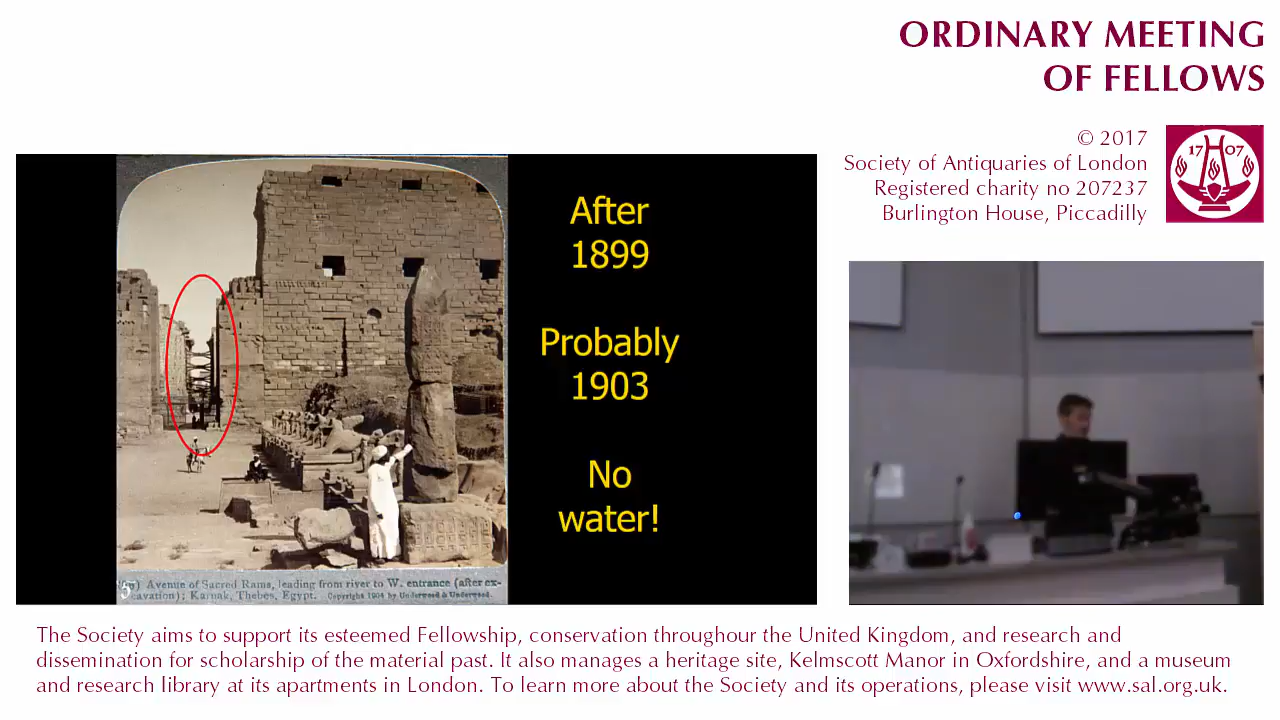 ORDINARY MEETING
OF FELLOWS
© 2017
Society of Antiquaries of London
Registered charity no 207237
Burlington House, Piccadilly
17 07
After
1899
Probably
1903
No
water!
Avenue of Sacred Rams, leading from river to W. entrance (after ex-
cavation); Karnak, Thebes, Egypt. Copyright 1904 by Underwood & Underwood.
The Society aims to support its esteemed Fellowship, conservation throughour the United Kingdom, and research and
dissemination for scholarship of the material past. It also manages a heritage site, Kelmscott Manor in Oxfordshire, and a museum
and research library at its apartments in London. To learn more about the Society and its operations, please visit www.sal.org.uk.